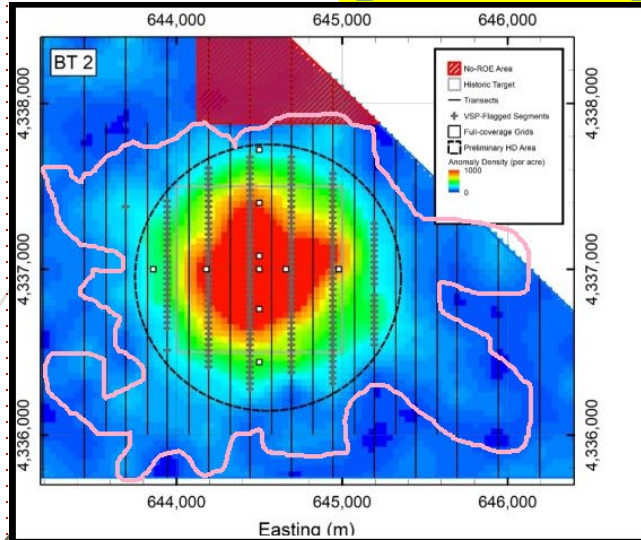 644,000 645,000 646,000
BT 2
No-ROE Area
Historic Target
Transects
VSP-Flagged Segments
Full-coverage Grids
Preliminary HD Area
Anomaly Density (per acre)
1000
0
4,338,000
4,337,000
4,336,000
4,338,000
4,337,000
4,336,000
644,000 645,000 646,000
Easting (m)